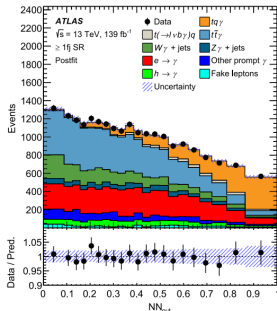 2400
2200
2000
1800
1600
1400
1200
1000
800
600
400
200
Events
ATLAS
√s = 13 TeV, 139 fb⁻¹
≥ 1fj SR
Postfit
Data
tqγ
t(→lνbγ)q
tt̄γ
Wγ + jets
Zγ + jets
e → γ
Other prompt γ
h → γ
Fake leptons
Uncertainty
1.05
1
0.95
0.9
Data / Pred.
0 0.1 0.2 0.3 0.4 0.5 0.6 0.7 0.8 0.9 1